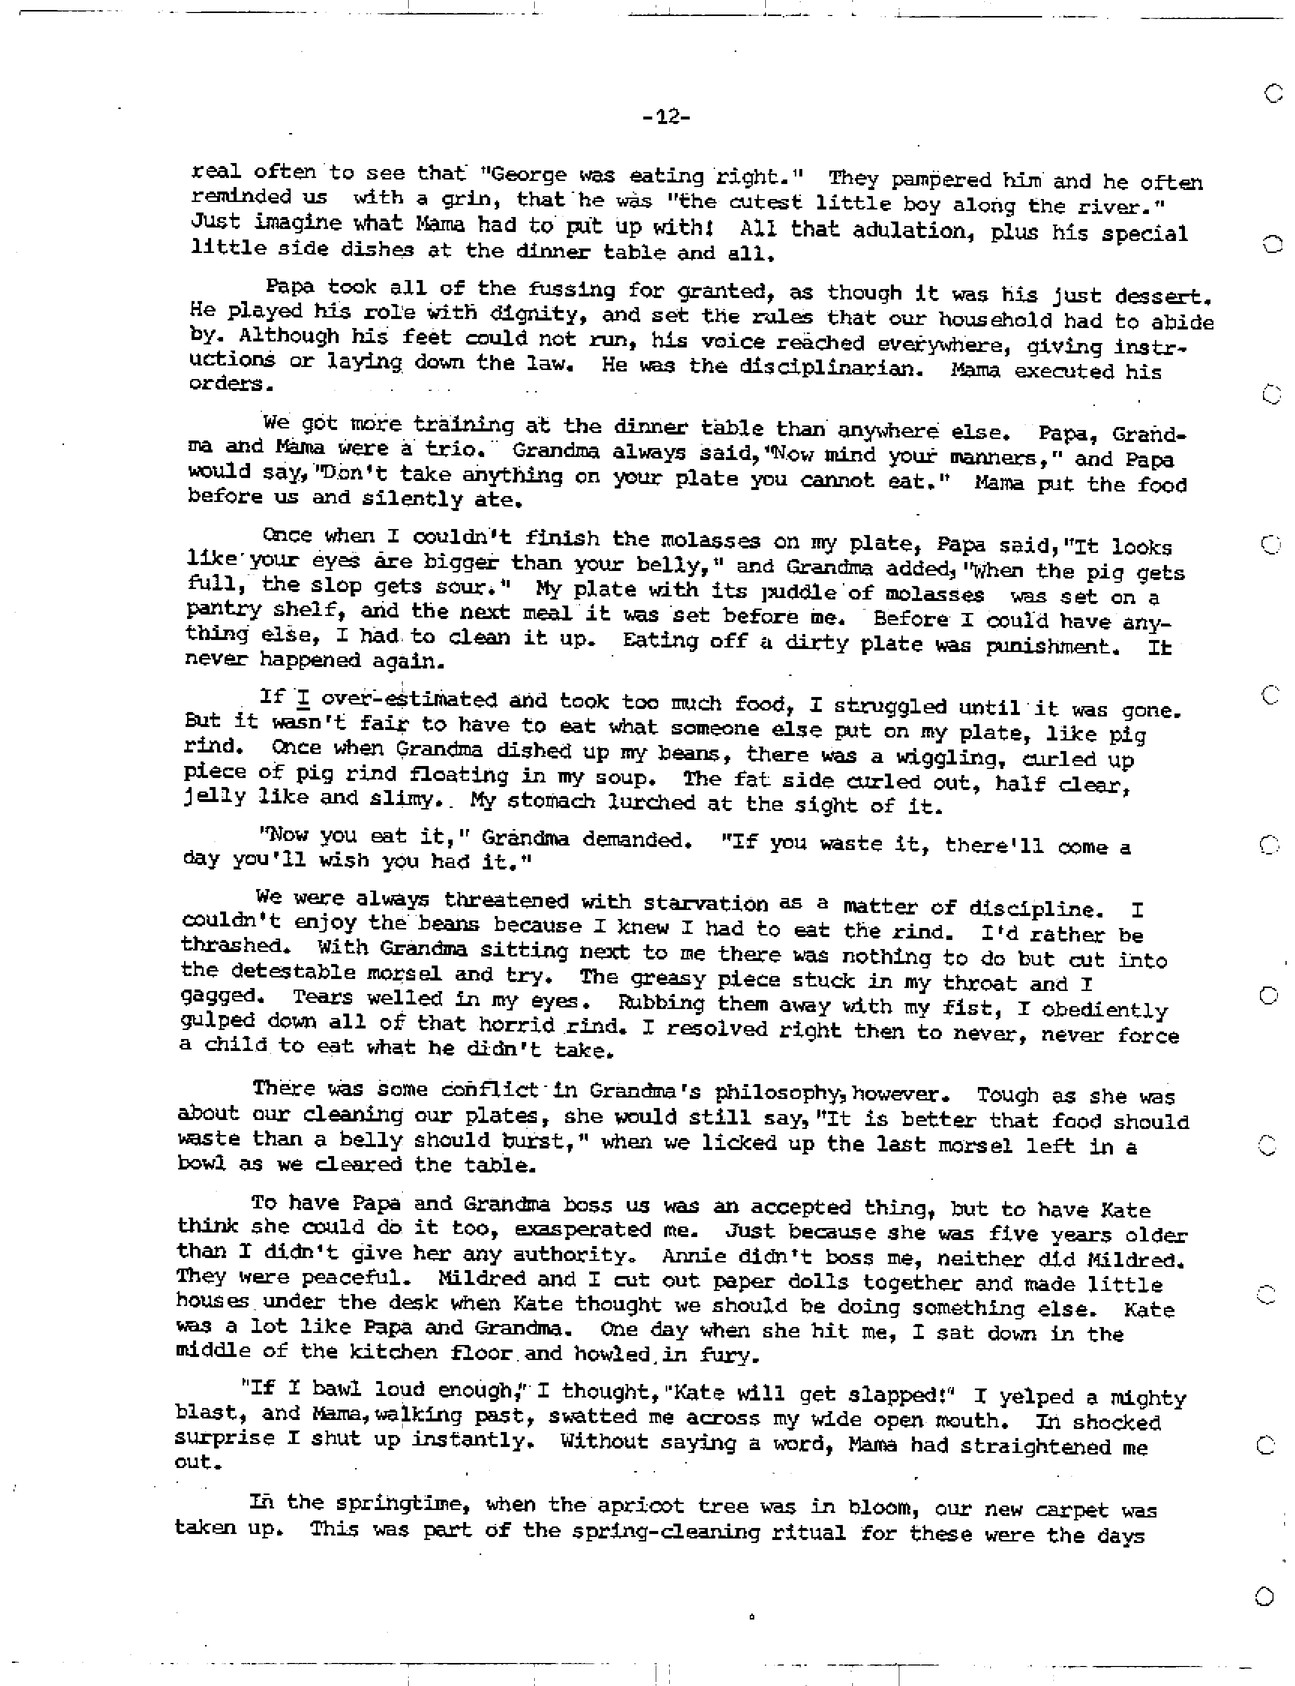 -12-
real often to see that "George was eating right." They pampered him and he often
reminded us with a grin, that he was "the cutest little boy along the river."
Just imagine what Mama had to put up with! All that adulation, plus his special
little side dishes at the dinner table and all.
Papa took all of the fussing for granted, as though it was his just dessert.
He played his role with dignity, and set the rules that our household had to abide
by. Although his feet could not run, his voice reached everywhere, giving instr-
uctions or laying down the law. He was the disciplinarian. Mama executed his
orders.
We got more training at the dinner table than anywhere else. Papa, Grand-
ma and Mama were a trio. Grandma always said, "Now mind your manners," and Papa
would say, "Don't take anything on your plate you cannot eat." Mama put the food
before us and silently ate.
Once when I couldn't finish the molasses on my plate, Papa said, "It looks
like your eyes are bigger than your belly," and Grandma added, "When the pig gets
full, the slop gets sour." My plate with its puddle of molasses was set on a
pantry shelf, and the next meal it was set before me. Before I could have any-
thing else, I had to clean it up. Eating off a dirty plate was punishment. It
never happened again.
If I over-estimated and took too much food, I struggled until it was gone.
But it wasn't fair to have to eat what someone else put on my plate, like pig
rind. Once when Grandma dished up my beans, there was a wiggling, curled up
piece of pig rind floating in my soup. The fat side curled out, half clear,
jelly like and slimy. My stomach lurched at the sight of it.
"Now you eat it," Grandma demanded. "If you waste it, there'll come a
day you'll wish you had it."
We were always threatened with starvation as a matter of discipline. I
couldn't enjoy the beans because I knew I had to eat the rind. I'd rather be
thrashed. With Grandma sitting next to me there was nothing to do but cut into
the detestable morsel and try. The greasy piece stuck in my throat and I
gagged. Tears welled in my eyes. Rubbing them away with my fist, I obediently
gulped down all of that horrid rind. I resolved right then to never, never force
a child to eat what he didn't take.
There was some conflict in Grandma's philosophy, however. Tough as she was
about our cleaning our plates, she would still say, "It is better that food should
waste than a belly should burst," when we licked up the last morsel left in a
bowl as we cleared the table.
To have Papa and Grandma boss us was an accepted thing, but to have Kate
think she could do it too, exasperated me. Just because she was five years older
than I didn't give her any authority. Annie didn't boss me, neither did Mildred.
They were peaceful. Mildred and I cut out paper dolls together and made little
houses under the desk when Kate thought we should be doing something else. Kate
was a lot like Papa and Grandma. One day when she hit me, I sat down in the
middle of the kitchen floor and howled in fury.
"If I bawl loud enough," I thought, "Kate will get slapped!" I yelped a mighty
blast, and Mama, walking past, swatted me across my wide open mouth. In shocked
surprise I shut up instantly. Without saying a word, Mama had straightened me
out.
In the springtime, when the apricot tree was in bloom, our new carpet was
taken up. This was part of the spring-cleaning ritual for these were the days